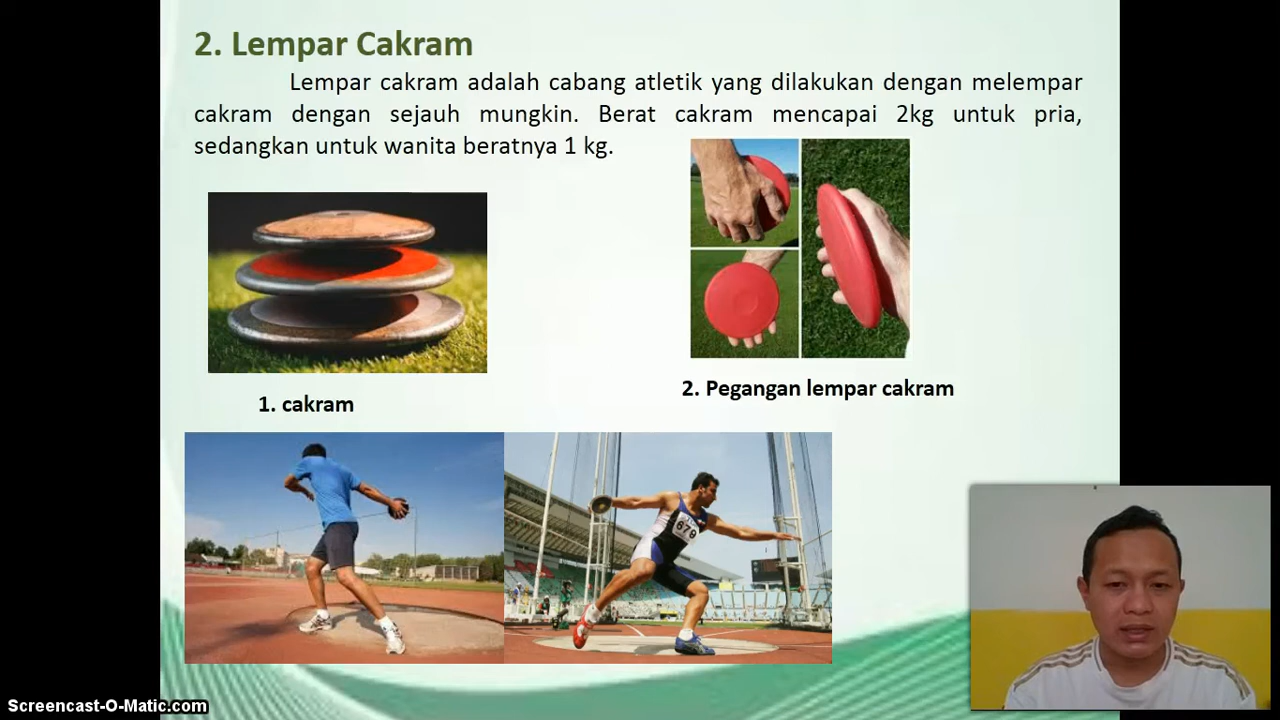 2. Lempar Cakram
Lempar cakram adalah cabang atletik yang dilakukan dengan melempar
cakram dengan sejauh mungkin. Berat cakram mencapai 2kg untuk pria,
sedangkan untuk wanita beratnya 1 kg.
1. cakram
2. Pegangan lempar cakram
678
Screencast-O-Matic.com